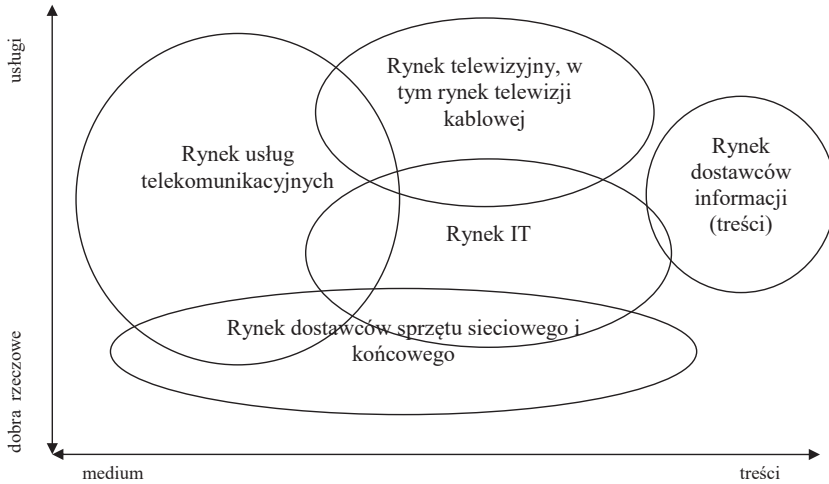 usługi
dobra rzeczowe
Rynek telewizyjny, w
tym rynek telewizji
kablowej
Rynek usług
telekomunikacyjnych
Rynek
dostawców
informacji
(treści)
Rynek IT
Rynek dostawców sprzętu sieciowego i
końcowego
medium
treści